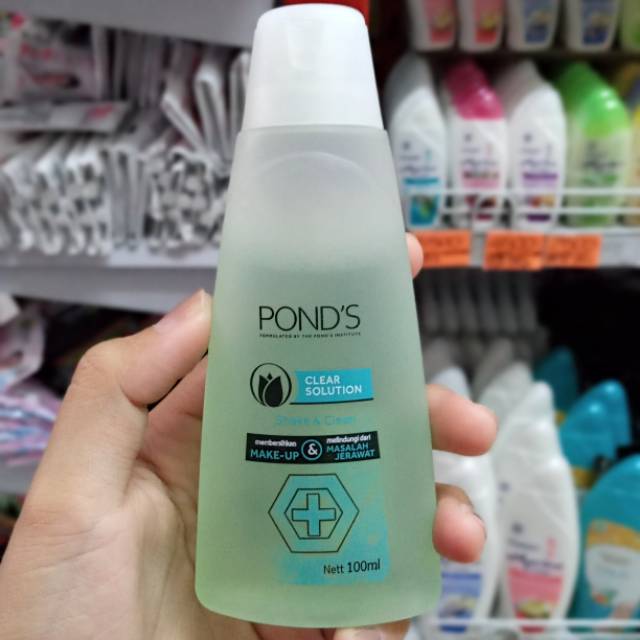 POND'S
FORMULATED BY THE POND'S INSTITUTE
CLEAR
SOLUTION
Shake & Clean
membersihkan
MAKE-UP
&
melindungi dari
MASALAH
JERAWAT
Nett 100ml